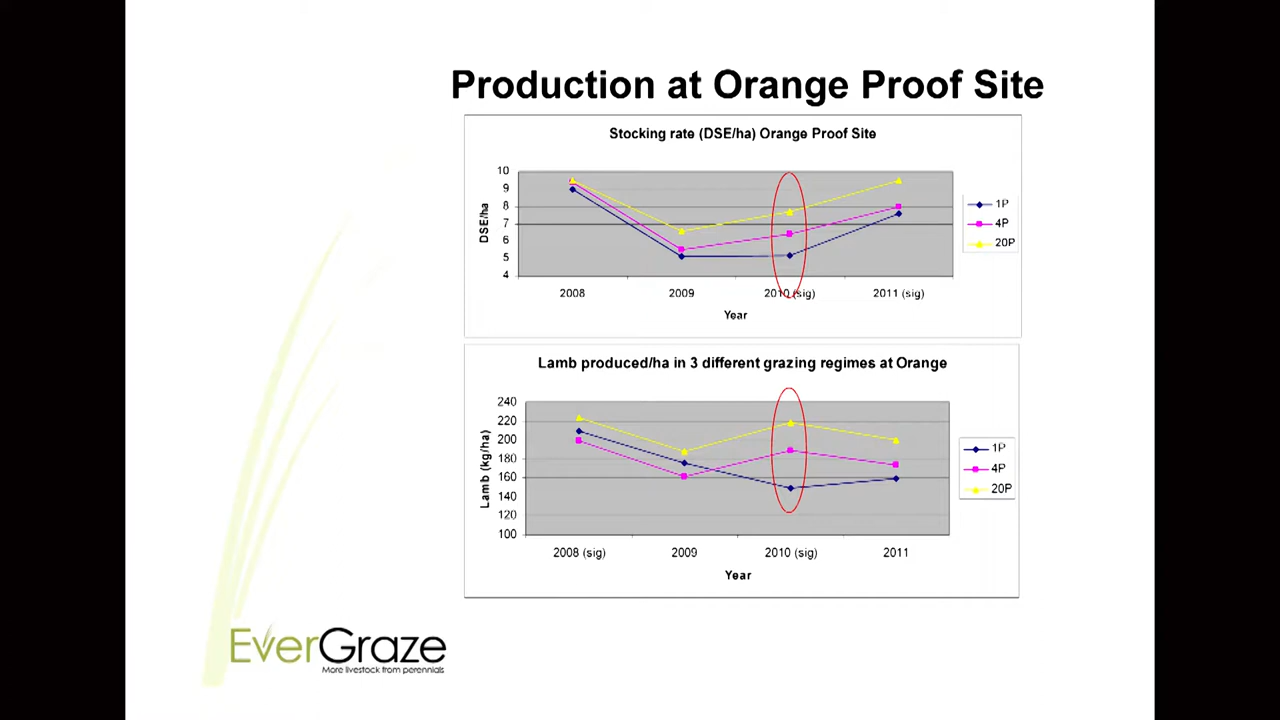 Production at Orange Proof Site
Stocking rate (DSE/ha) Orange Proof Site
10
9
8
7
6
5
4
DSE/ha
2008 2009 2010 (sig) 2011 (sig)
Year
1P
4P
20P
Lamb produced/ha in 3 different grazing regimes at Orange
240
220
200
180
160
140
120
100
Lamb (kg/ha)
2008 (sig) 2009 2010 (sig) 2011
Year
1P
4P
20P
EverGraze
More livestock from perennials